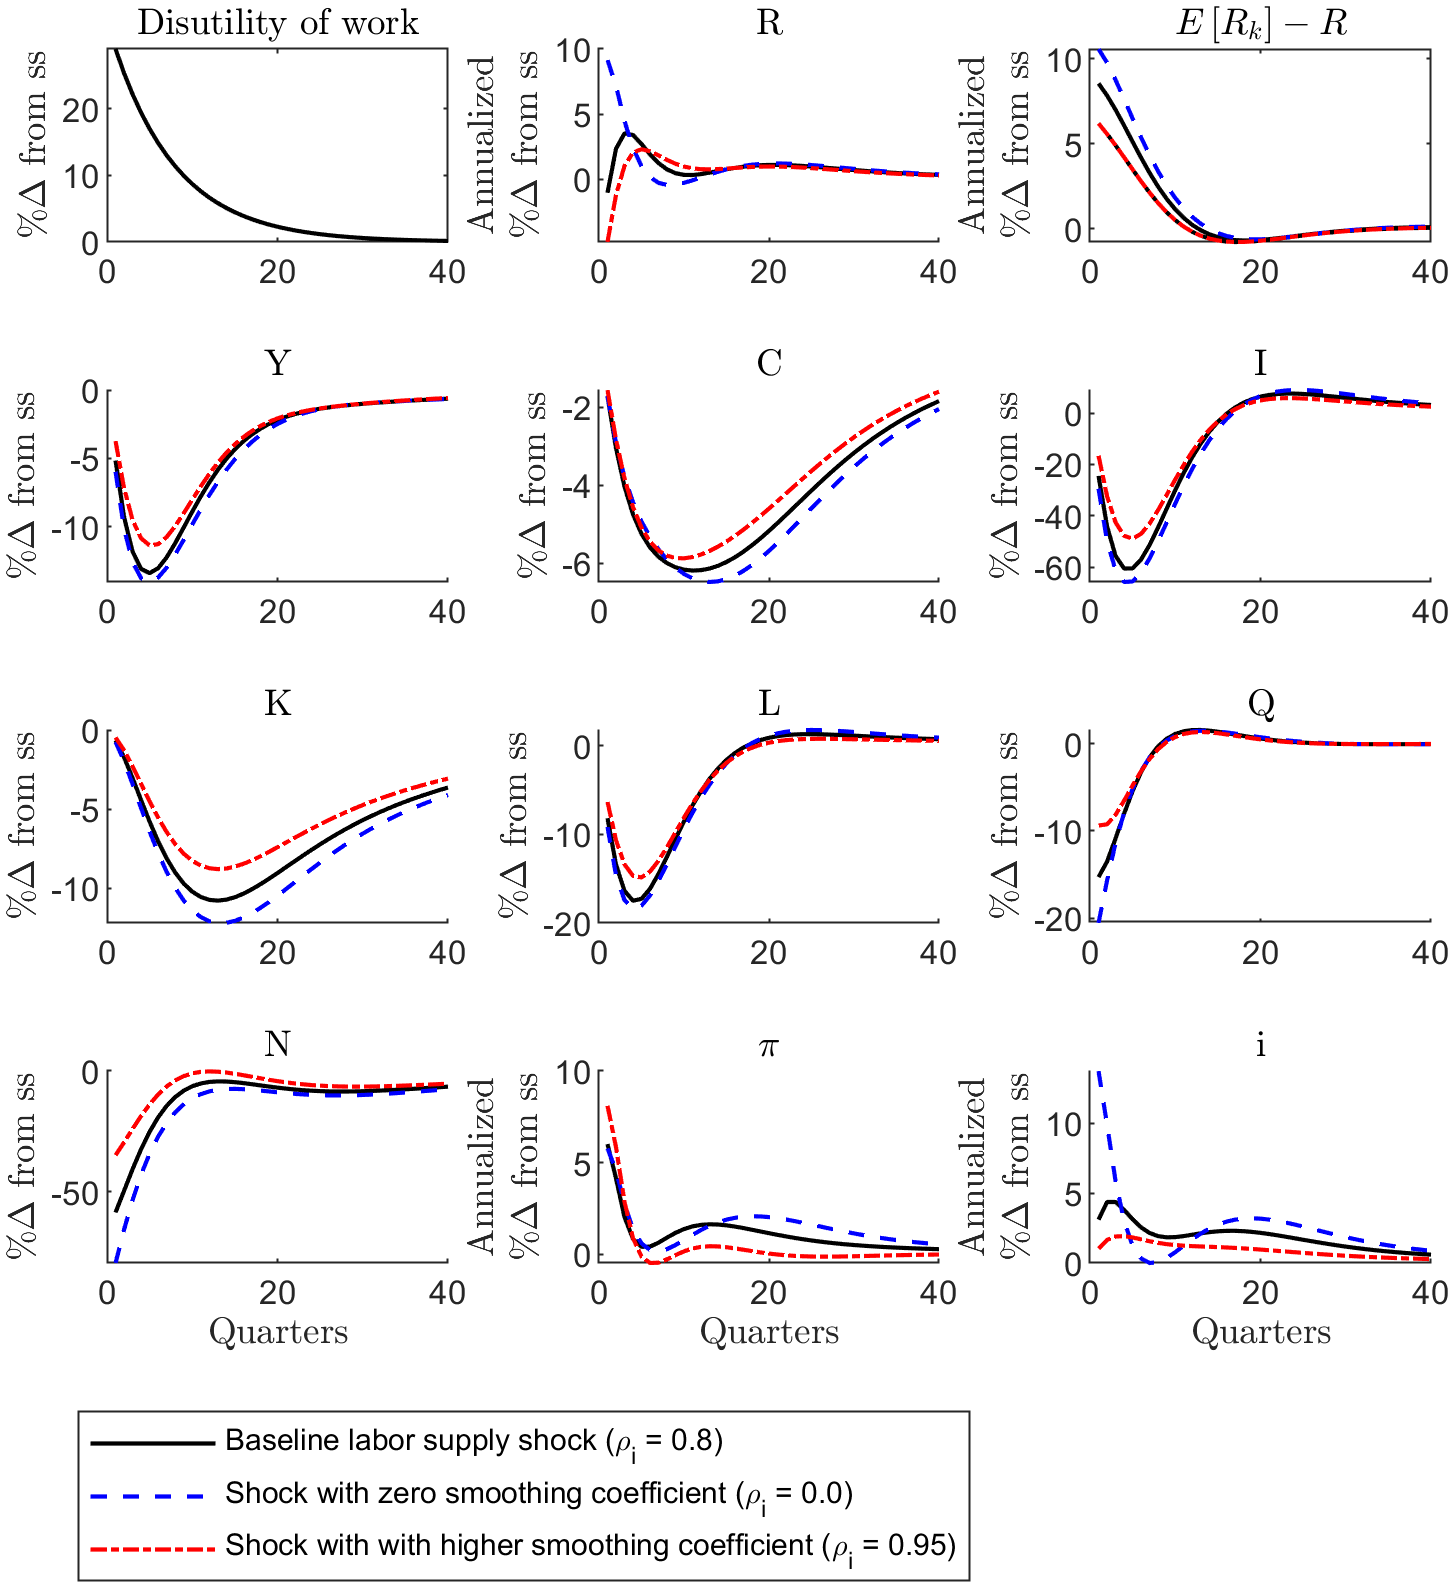 Disutility of work
%Δ from ss
20
10
0
0 20 40
R
Annualized
%Δ from ss
10
5
0
0 20 40
E [R_k] − R
Annualized
%Δ from ss
10
5
0
0 20 40
Y
%Δ from ss
0
-5
-10
0 20 40
C
%Δ from ss
-2
-4
-6
0 20 40
I
%Δ from ss
0
-20
-40
-60
0 20 40
K
%Δ from ss
0
-5
-10
0 20 40
L
%Δ from ss
0
-10
-20
0 20 40
Q
%Δ from ss
0
-10
-20
0 20 40
N
%Δ from ss
0
-50
0 20 40
Quarters
π
Annualized
%Δ from ss
10
5
0
0 20 40
Quarters
i
Annualized
%Δ from ss
10
5
0
0 20 40
Quarters
Baseline labor supply shock (ρ_i = 0.8)
Shock with zero smoothing coefficient (ρ_i = 0.0)
Shock with with higher smoothing coefficient (ρ_i = 0.95)